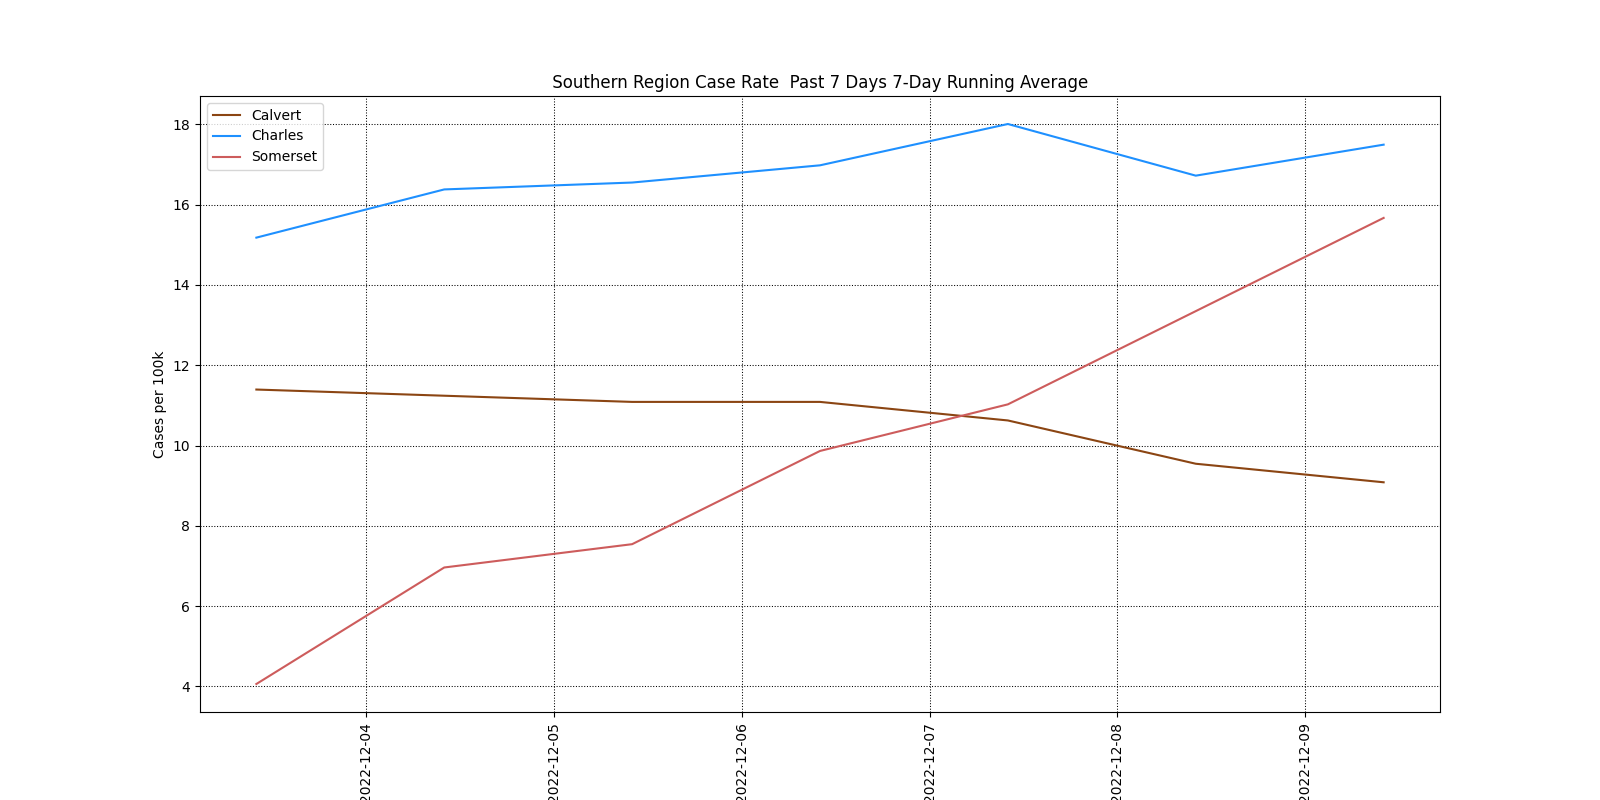 Southern Region Case Rate  Past 7 Days 7-Day Running Average
Calvert
Charles
Somerset
18
16
14
12
10
8
6
4
Cases per 100k
2022-12-04
2022-12-05
2022-12-06
2022-12-07
2022-12-08
2022-12-09